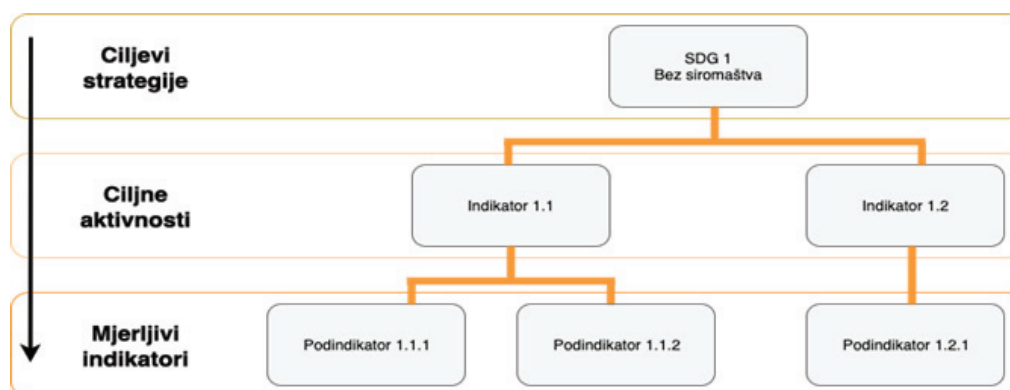 Ciljevi
strategije
SDG 1
Bez siromaštva
Ciljne
aktivnosti
Indikator 1.1
Indikator 1.2
Mjerljivi
indikatori
Podindikator 1.1.1
Podindikator 1.1.2
Podindikator 1.2.1